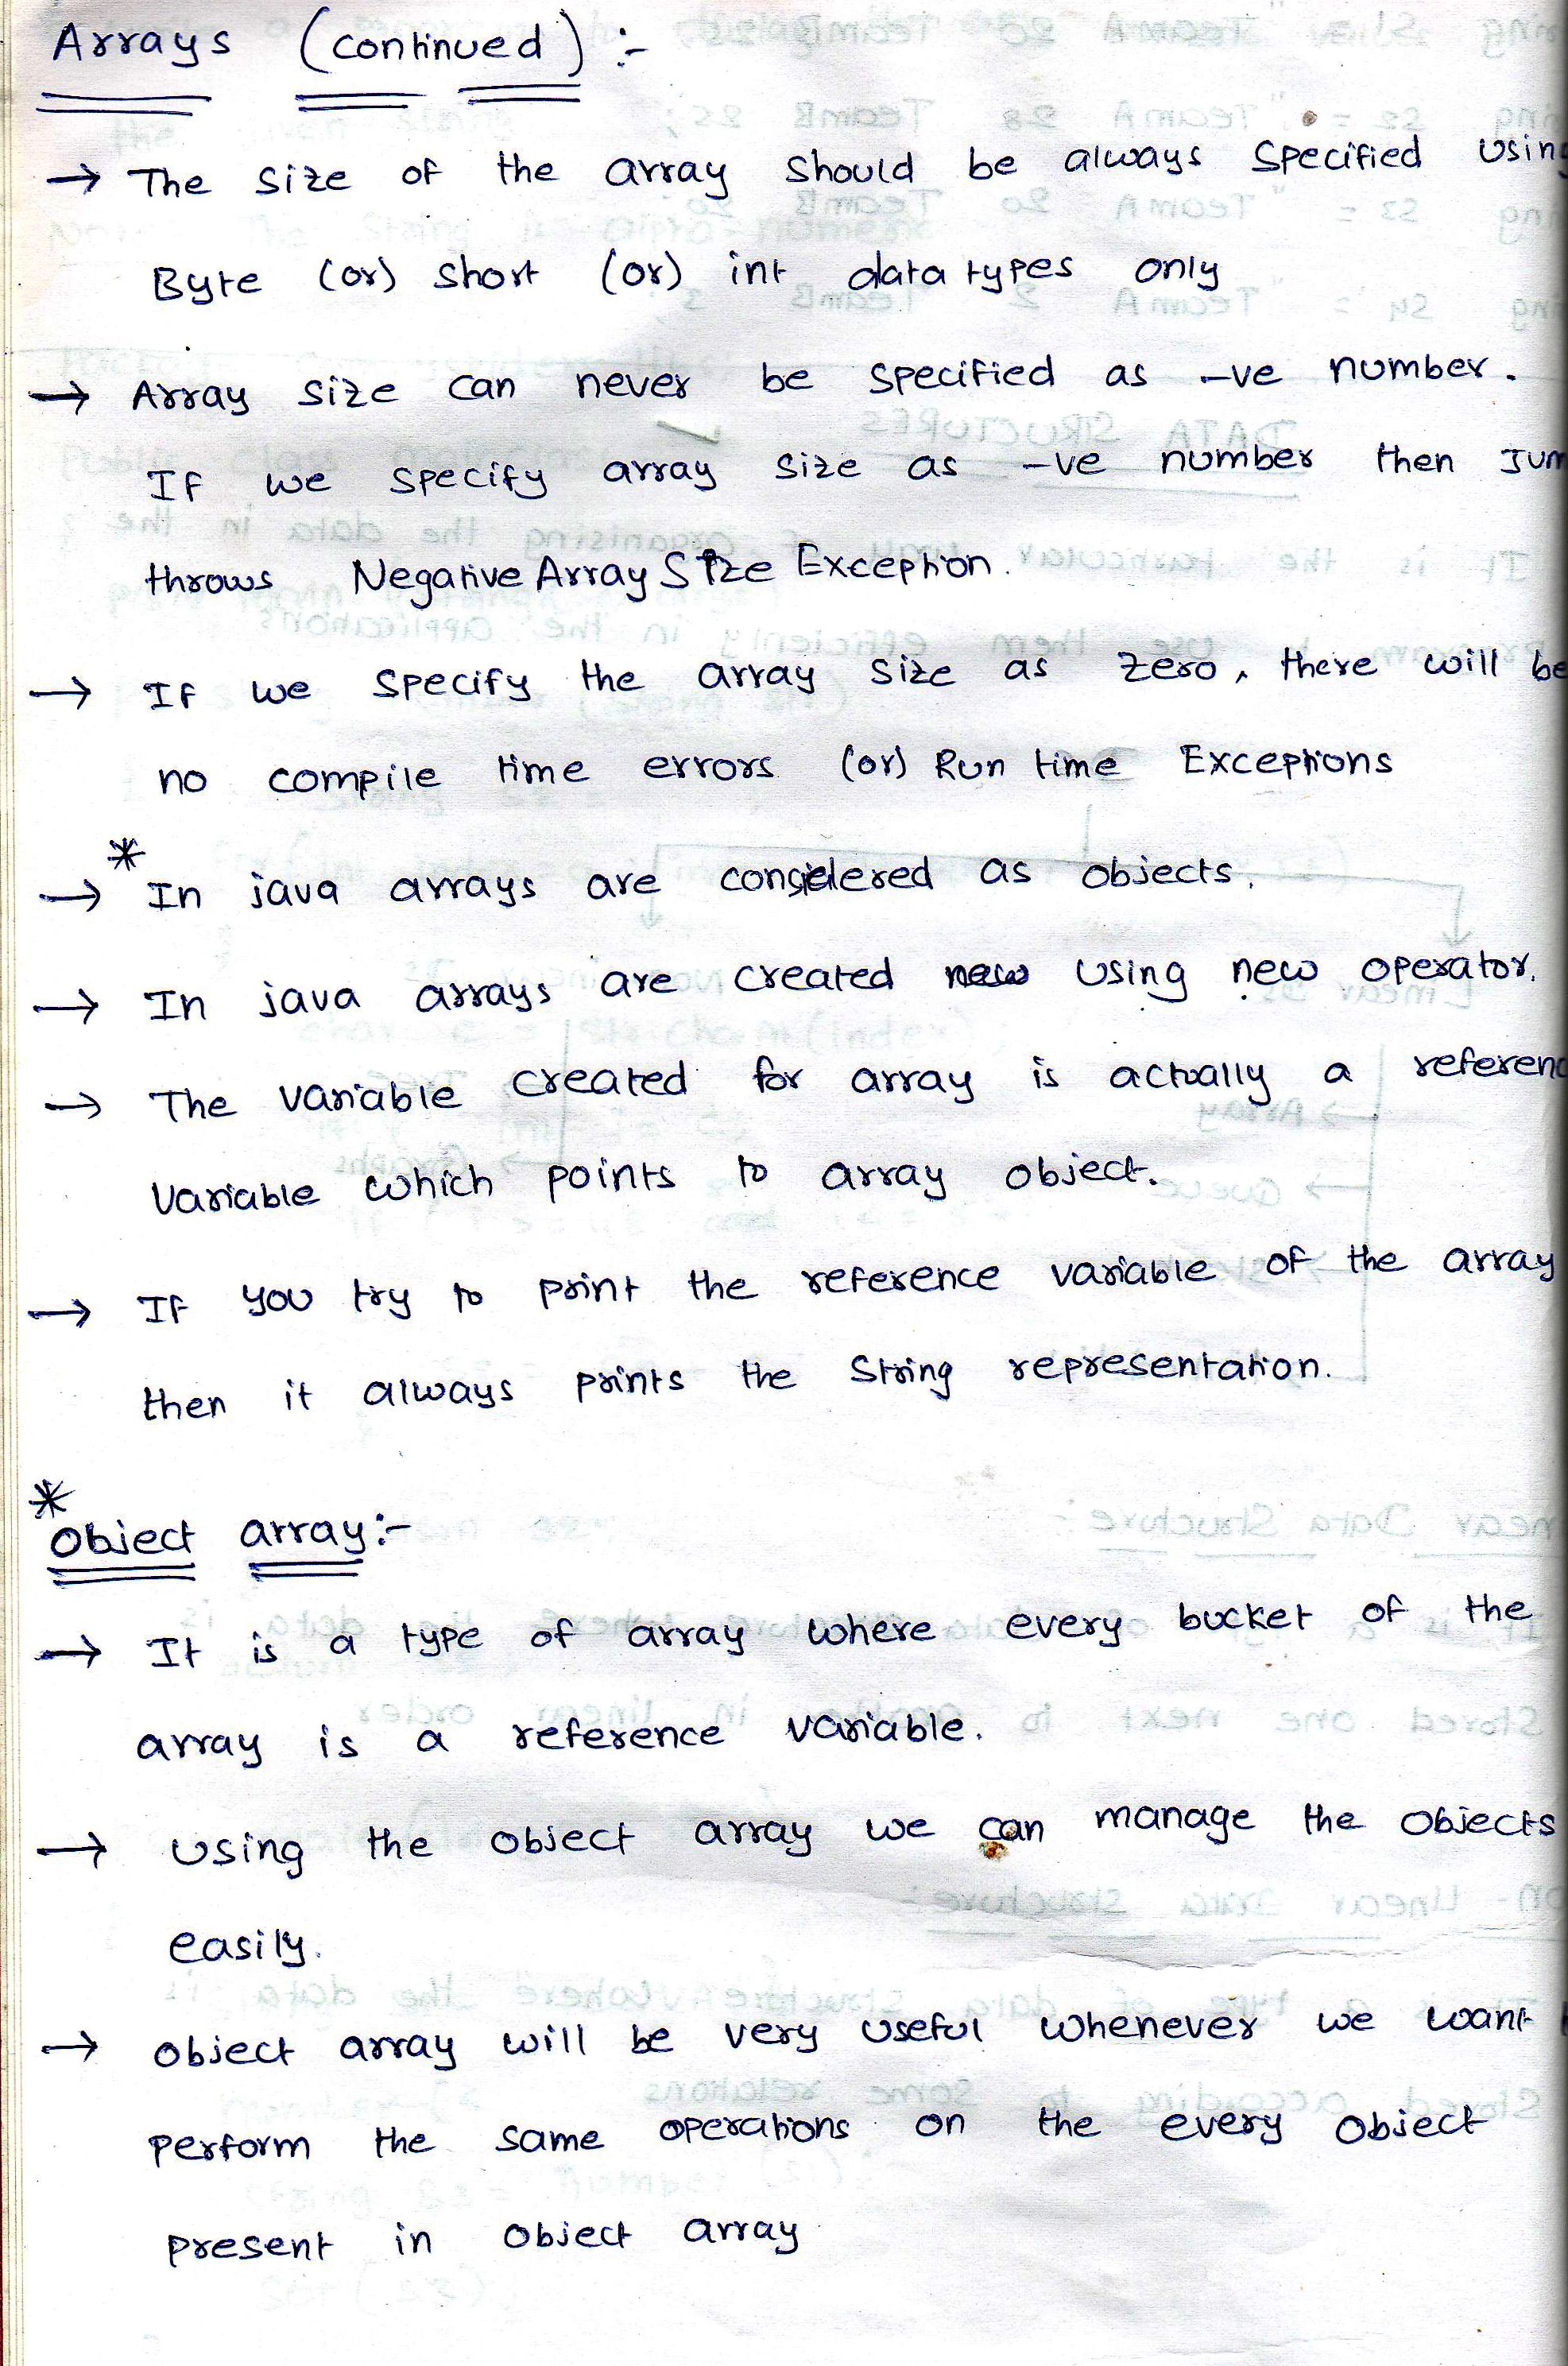 Arrays (continued) :-
→ The size of the array should be always specified using
Byte (or) short (or) int data types only
→ Array size can never be specified as -ve number.
If we specify array size as -ve number then JVM
throws NegativeArraySize Exception.
→ If we specify the array size as zero, there will be
no compile time errors (or) Run time Exceptions
*
→ In java arrays are considered as objects.
→ In java arrays are created using new operator.
→ The variable created for array is actually a referenc
variable which points to array object.
→ If you try to print the reference variable of the array
then it always prints the String representation.
*
Object array:-
→ It is a type of array where every bucket of the
array is a reference variable.
→ Using the object array we can manage the objects
easily.
→ object array will be very useful whenever we want
perform the same operations on the every object
present in object array